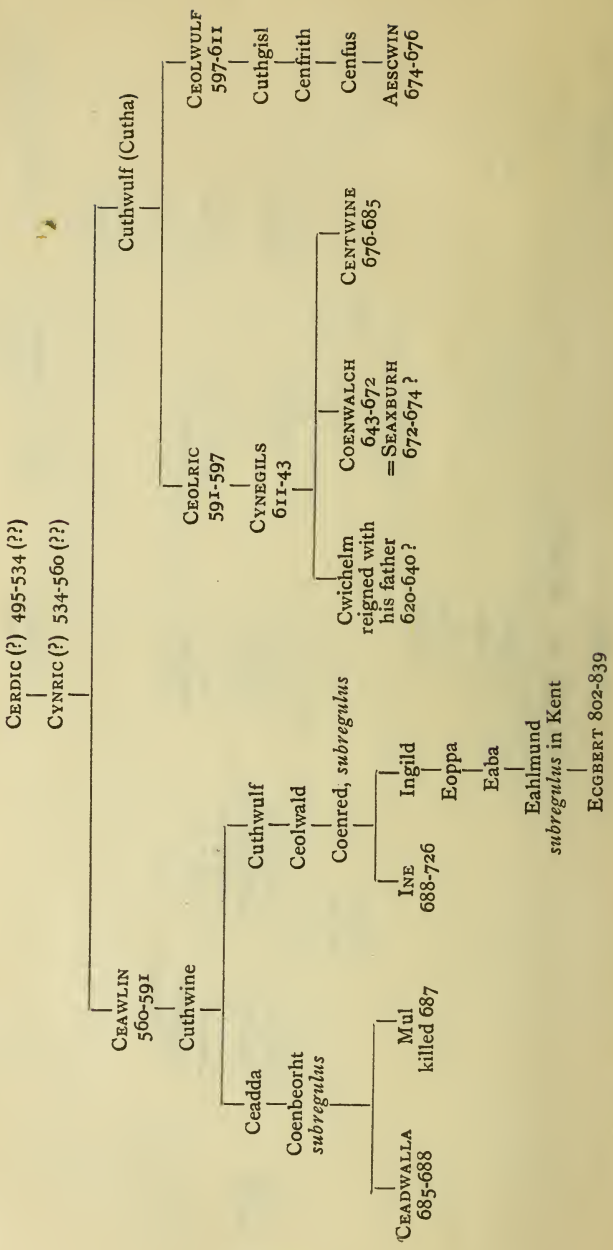 CERDIC (?) 495-534 (??)
CYNRIC (?) 534-560 (??)
CEAWLIN
560-591
Cuthwulf (Cutha)
Cuthwine
CEOLRIC
591-597
CEOLWULF
597-611
Ceadda
Cuthwulf
CYNEGILS
611-43
Cuthgisl
Coenbeorht
subregulus
Ceolwald
Cenfrith
Coenred, subregulus
Cwichelm
reigned with
his father
620-640 ?
COENWALCH
643-672
= SEAXBURH
672-674 ?
CENTWINE
676-685
Cenfus
CEADWALLA
685-688
Mul
killed 687
INE
688-726
Ingild
AESCWIN
674-676
Eoppa
Eaba
Eahlmund
subregulus in Kent
ECGBERT 802-839